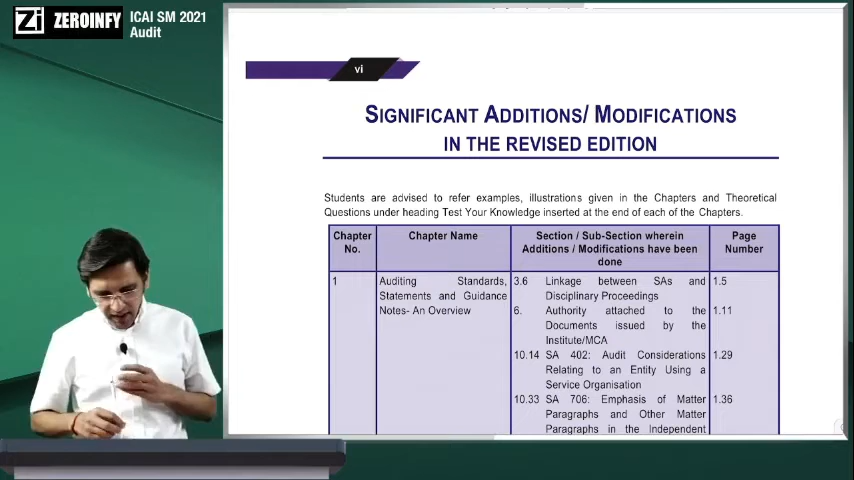 Zi ZEROINFY
ICAI SM 2021
Audit
vi
SIGNIFICANT ADDITIONS/ MODIFICATIONS
IN THE REVISED EDITION
Students are advised to refer examples, illustrations given in the Chapters and Theoretical
Questions under heading Test Your Knowledge inserted at the end of each of the Chapters.
Chapter No.
Chapter Name
Section / Sub-Section wherein
Additions / Modifications have been
done
Page
Number
1
Auditing Standards,
Statements and Guidance
Notes- An Overview
3.6 Linkage between SAs and
Disciplinary Proceedings
1.5
6. Authority attached to the
Documents issued by the
Institute/MCA
1.11
10.14 SA 402: Audit Considerations
Relating to an Entity Using a
Service Organisation
1.29
10.33 SA 706: Emphasis of Matter
Paragraphs and Other Matter
Paragraphs in the Independent
1.36